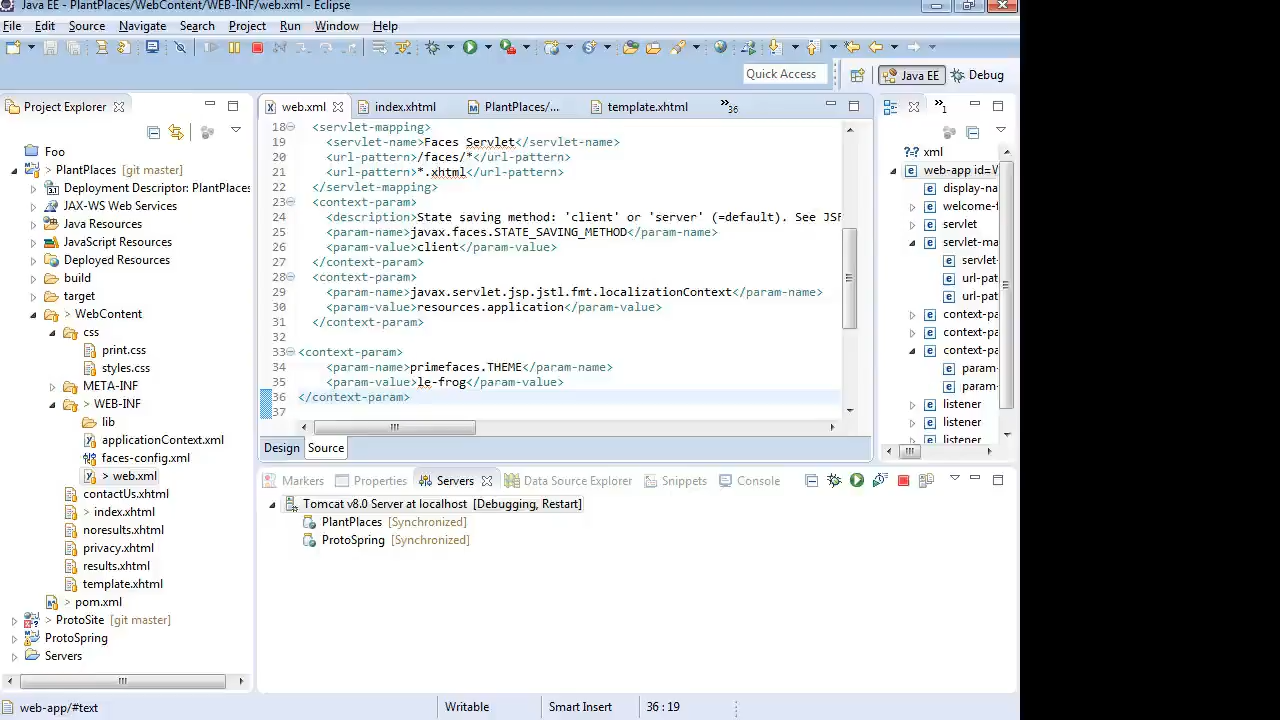 Java EE - PlantPlaces/WebContent/WEB-INF/web.xml - Eclipse
File Edit Search Navigate Search Project Run Window Help
Quick Access
Java EE
Debug
Project Explorer
Foo
> PlantPlaces [git master]
Deployment Descriptor: PlantPlaces
JAX-WS Web Services
Java Resources
JavaScript Resources
Deployed Resources
build
target
> WebContent
css
print.css
styles.css
META-INF
> WEB-INF
lib
applicationContext.xml
faces-config.xml
> web.xml
contactUs.xhtml
> index.xhtml
noresults.xhtml
privacy.xhtml
results.xhtml
template.xhtml
> pom.xml
> ProtoSite [git master]
ProtoSpring
Servers
web.xml
index.xhtml
PlantPlaces/...
template.xhtml
»36
18 <servlet-mapping>
19 <servlet-name>Faces Servlet</servlet-name>
20 <url-pattern>/faces/*</url-pattern>
21 <url-pattern>*.xhtml</url-pattern>
22 </servlet-mapping>
23 <context-param>
24 <description>State saving method: 'client' or 'server' (=default). See JSF
25 <param-name>javax.faces.STATE_SAVING_METHOD</param-name>
26 <param-value>client</param-value>
27 </context-param>
28 <context-param>
29 <param-name>javax.servlet.jsp.jstl.fmt.localizationContext</param-name>
30 <param-value>resources.application</param-value>
31 </context-param>
32
33 <context-param>
34 <param-name>primefaces.THEME</param-name>
35 <param-value>le-frog</param-value>
36 </context-param>
37
Design
Source
»1
?? xml
web-app id=W
display-na
welcome-f
servlet
servlet-ma
servlet-
url-pat
url-pat
context-pa
context-pa
context-pa
param-
param-
listener
listener
listener
Markers
Properties
Servers
Data Source Explorer
Snippets
Console
Tomcat v8.0 Server at localhost [Debugging, Restart]
PlantPlaces [Synchronized]
ProtoSpring [Synchronized]
web-app/#text
Writable
Smart Insert
36 : 19